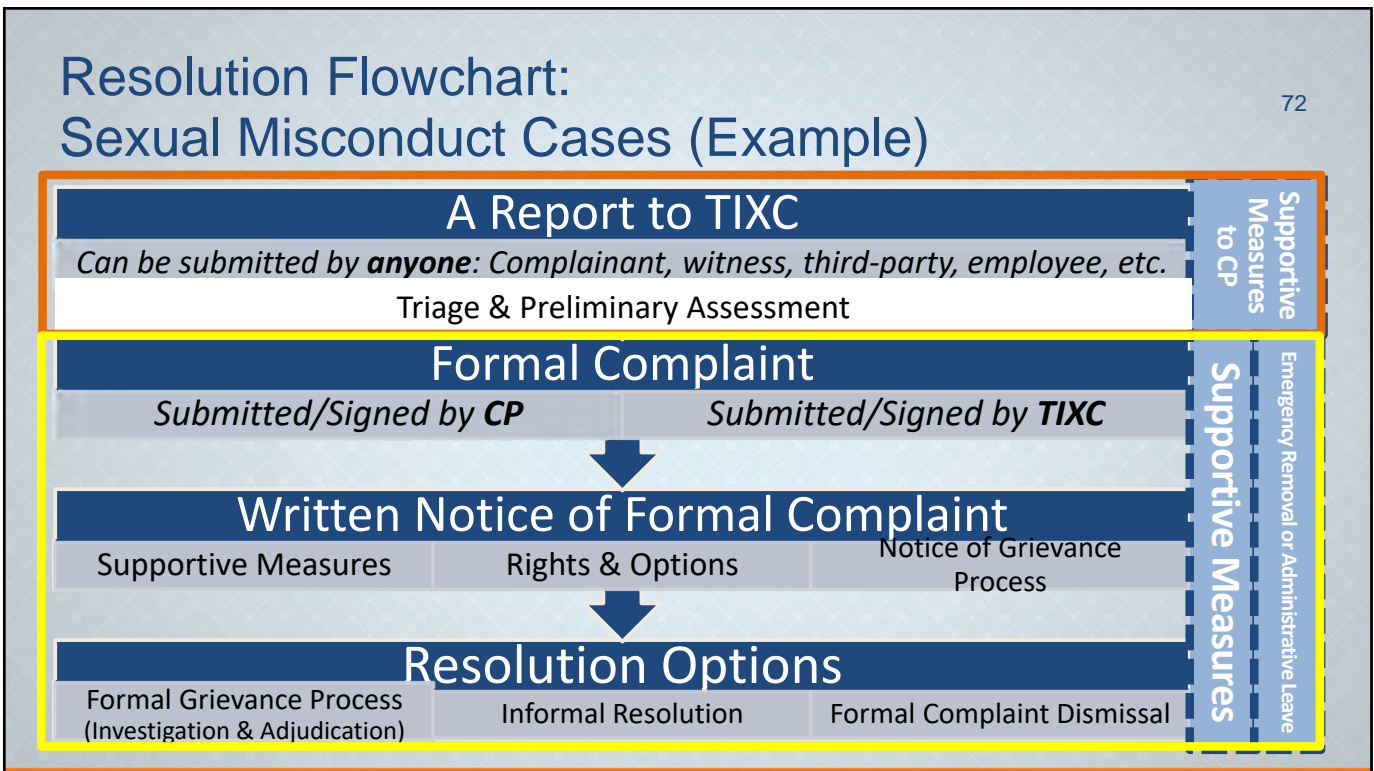 Resolution Flowchart:
Sexual Misconduct Cases (Example)
72
A Report to TIXC
Can be submitted by anyone: Complainant, witness, third-party, employee, etc.
Triage & Preliminary Assessment
Supportive
Measures
to CP
Formal Complaint
Submitted/Signed by CP
Submitted/Signed by TIXC
Written Notice of Formal Complaint
Supportive Measures
Rights & Options
Notice of Grievance
Process
Resolution Options
Formal Grievance Process
(Investigation & Adjudication)
Informal Resolution
Formal Complaint Dismissal
Supportive Measures
Emergency Removal or Administrative Leave